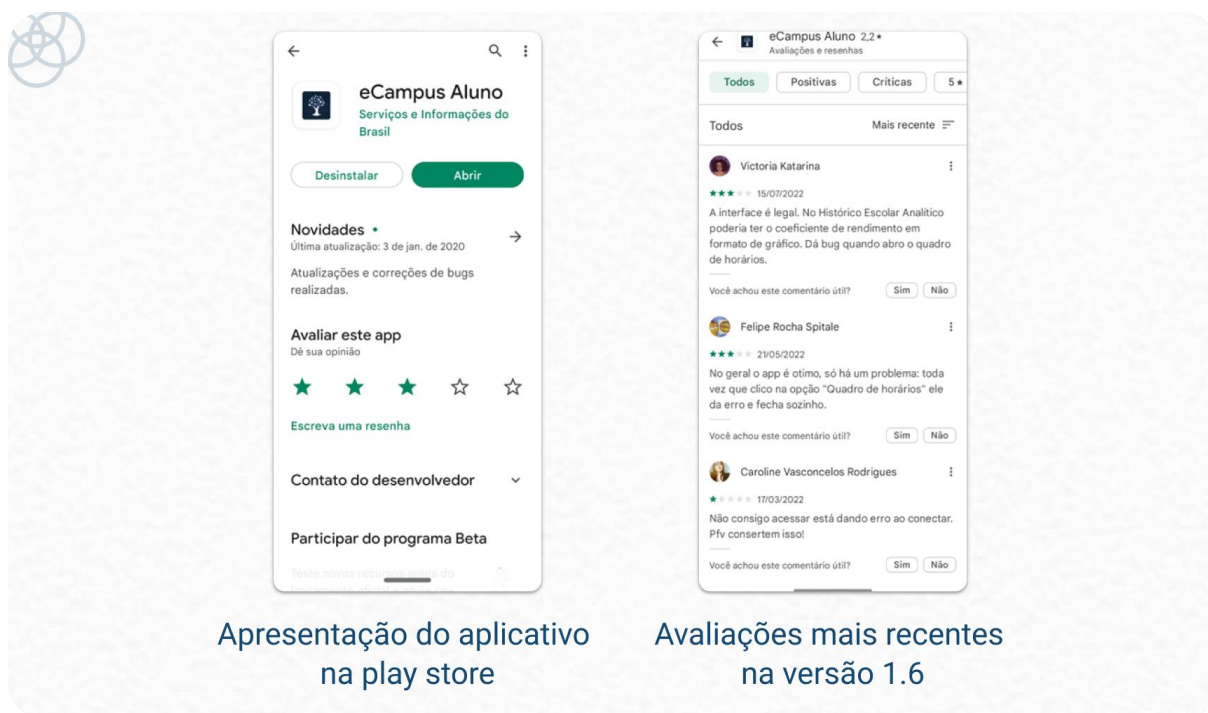 eCampus Aluno
Serviços e Informações do
Brasil
Desinstalar
Abrir
Novidades •
Última atualização: 3 de jan. de 2020
Atualizações e correções de bugs
realizadas.
Avaliar este app
Dê sua opinião
Escreva uma resenha
Contato do desenvolvedor
Participar do programa Beta
Teste novos recursos antes do
Apresentação do aplicativo
na play store
eCampus Aluno 2,2★
Avaliações e resenhas
Todos
Positivas
Críticas
5★
Todos
Mais recente
Victoria Katarina
15/07/2022
A interface é legal. No Histórico Escolar Analítico
poderia ter o coeficiente de rendimento em
formato de gráfico. Dá bug quando abro o quadro
de horários.
Você achou este comentário útil?
Sim
Não
Felipe Rocha Spitale
21/05/2022
No geral o app é otimo, só há um problema: toda
vez que clico na opção "Quadro de horários" ele
da erro e fecha sozinho.
Você achou este comentário útil?
Sim
Não
Caroline Vasconcelos Rodrigues
17/03/2022
Não consigo acessar está dando erro ao conectar.
Pfv consertem isso!
Você achou este comentário útil?
Sim
Não
Avaliações mais recentes
na versão 1.6